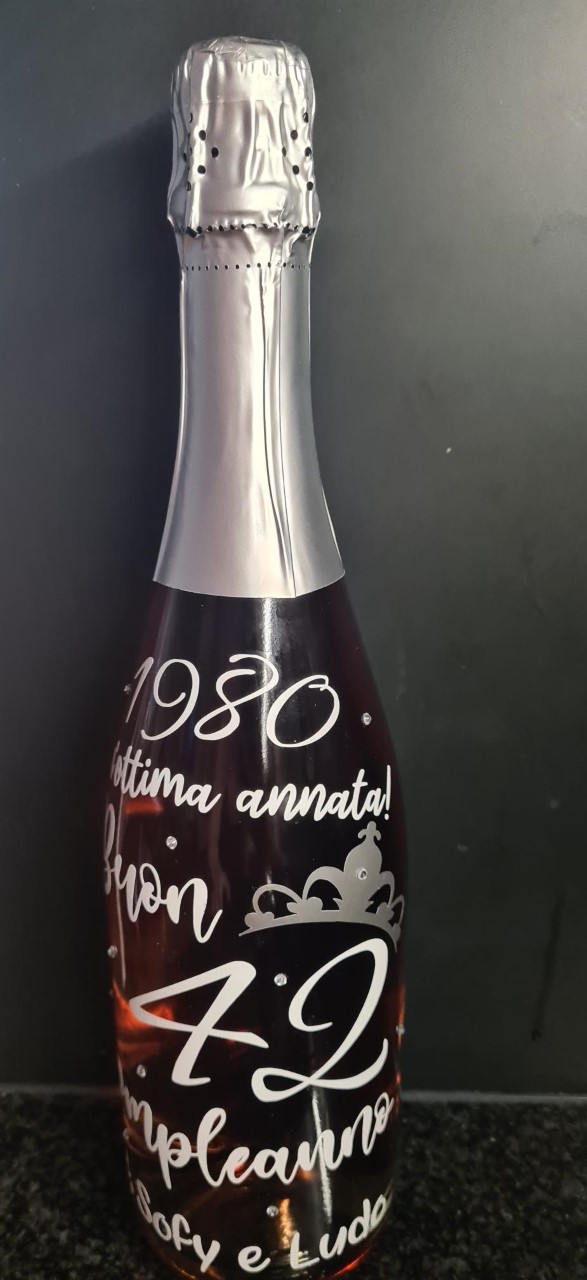 1980
ottima annata!
Buon
42
mpleanno
Sofy e Ludo